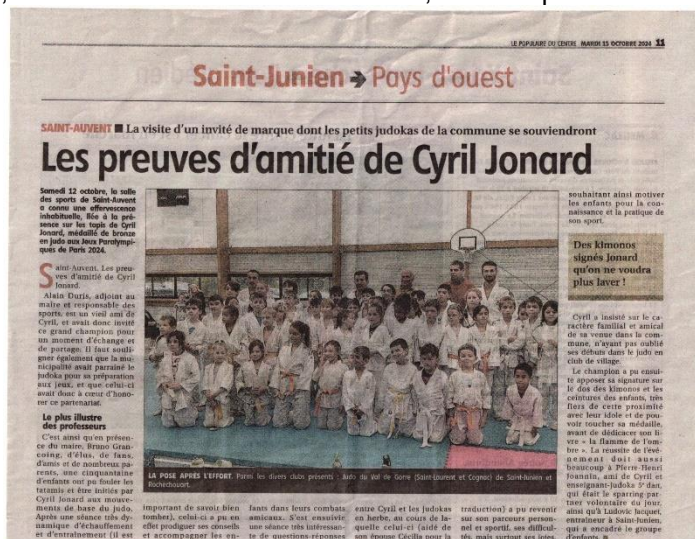 LE POPULAIRE DU CENTRE MARDI 15 OCTOBRE 2024 11
Saint-Junien ➔ Pays d'ouest
SAINT-AUVENT ■ La visite d'un invité de marque dont les petits judokas de la commune se souviendront
Les preuves d'amitié de Cyril Jonard
Samedi 12 octobre, la salle
des sports de Saint-Auvent
a connu une effervescence
inhabituelle, liée à la pré-
sence sur les tapis de Cyril
Jonard, médaillé de bronze
en judo aux Jeux Paralympi-
ques de Paris 2024.
Saint-Auvent. Les preu-
ves d'amitié de Cyril
Jonard.
Alain Duris, adjoint au
maire et responsable des
sports, est un vieil ami de
Cyril, et avait donc invité
ce grand champion pour
un moment d'échange et
de partage. Il faut souli-
gner également que la mu-
nicipalité avait parrainé le
judoka pour sa préparation
aux jeux, et que celui-ci
avait donc à cœur d'hono-
rer ce partenariat.
Le plus illustre
des professeurs
C'est ainsi qu'en présen-
ce du maire, Bruno Gran-
coing, d'élus, de fans,
d'amis et de nombreux pa-
rents, une cinquantaine
d'enfants ont pu fouler les
tatamis et être initiés par
Cyril Jonard aux mouve-
ments de base du judo.
Après une séance très dy-
namique d'échauffement
et d'entraînement (il est
LA POSE APRÈS L'EFFORT. Parmi les divers clubs présents : Judo du Val de Gorre (Saint-Laurent et Cognac) de Saint-Junien et
Rochechouart.
important de savoir bien
tomber), celui-ci a pu en
effet prodiguer ses conseils
et accompagner les en-
fants dans leurs combats
amicaux. S'est ensuivie
une séance très intéressan-
te de questions-réponses
entre Cyril et les judokas
en herbe, au cours de la-
quelle celui-ci (aidé de
son épouse Cécilia pour la
traduction) a pu revenir
sur son parcours person-
nel et sportif, ses difficul-
tés, mais surtout ses joies,
souhaitant ainsi motiver
les enfants pour la con-
naissance et la pratique de
son sport.
Des kimonos
signés Jonard
qu'on ne voudra
plus laver !
Cyril a insisté sur le ca-
ractère familial et amical
de sa venue dans la com-
mune, n'ayant pas oublié
ses débuts dans le judo en
club de village.
Le champion a pu ensui-
te apposer sa signature sur
le dos des kimonos et les
ceintures des enfants, très
fiers de cette proximité
avec leur idole et de pou-
voir toucher sa médaille,
avant de dédicacer son li-
vre « la flamme de l'om-
bre ». La réussite de l'évé-
nement doit aussi
beaucoup à Pierre-Henri
Joannin, ami de Cyril et
enseignant-judoka 5e dan,
qui était le sparring par-
tner volontaire du jour,
ainsi qu'à Ludovic Jacquet,
entraîneur à Saint-Junien,
qui a encadré le groupe
d'enfants. ■